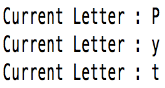 Current Letter : P
Current Letter : y
Current Letter : t